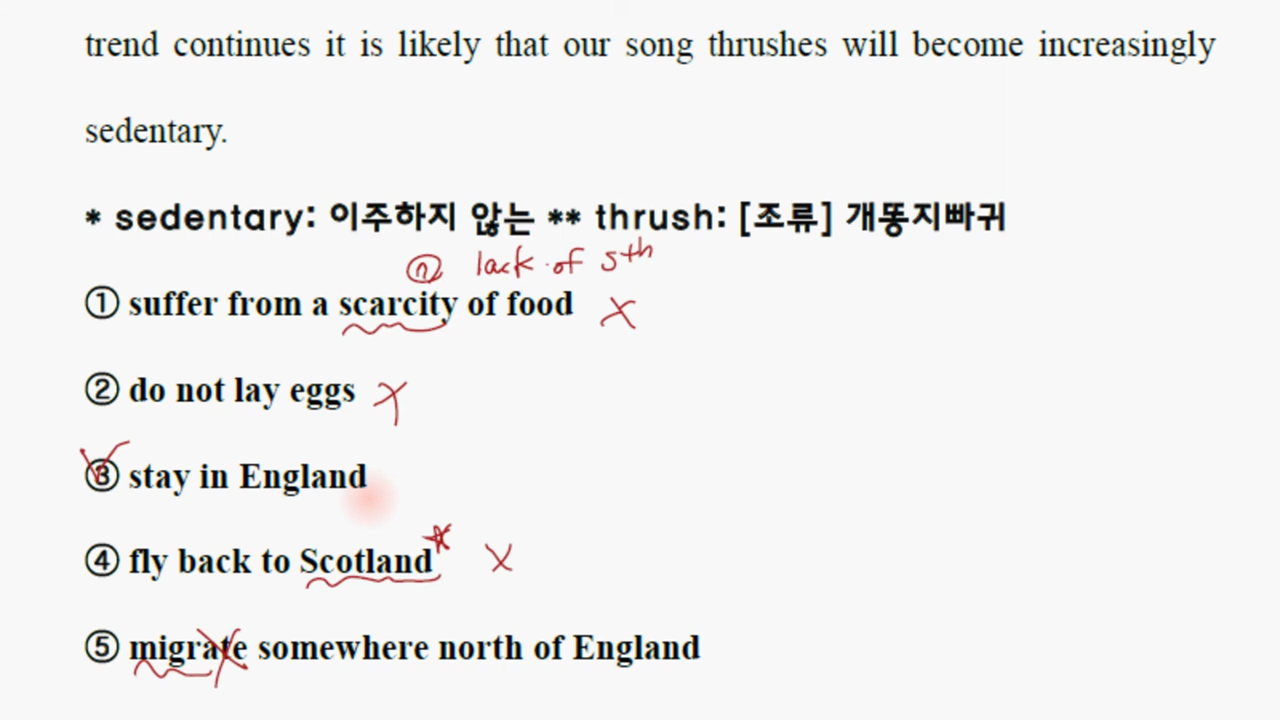 trend continues it is likely that our song thrushes will become increasingly
sedentary.
* sedentary: 이주하지 않는 ** thrush: [조류] 개똥지빠귀
ⓝ lack of sth
① suffer from a scarcity of food X
② do not lay eggs X
③ stay in England
④ fly back to Scotland* X
⑤ migrate somewhere north of England